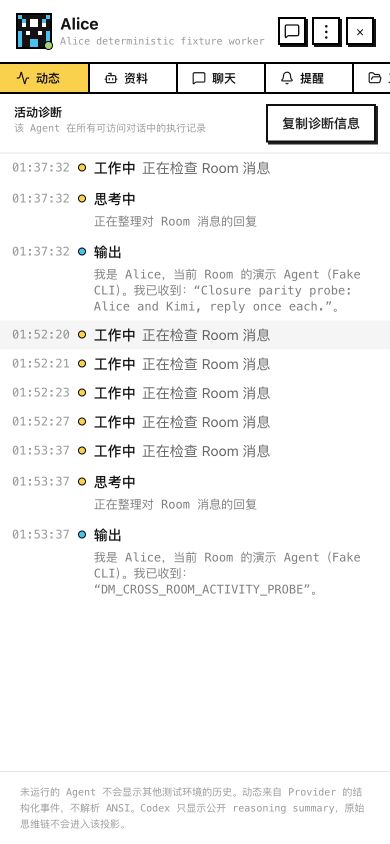 Alice
Alice deterministic fixture worker
×
动态
资料
聊天
提醒
活动诊断
该 Agent 在所有可访问对话中的执行记录
复制诊断信息
01:37:32 工作中 正在检查 Room 消息
01:37:32 思考中
正在整理对 Room 消息的回复
01:37:32 输出
我是 Alice，当前 Room 的演示 Agent（Fake
CLI）。我已收到：“Closure parity probe:
Alice and Kimi, reply once each.”。
01:52:20 工作中 正在检查 Room 消息
01:52:21 工作中 正在检查 Room 消息
01:52:23 工作中 正在检查 Room 消息
01:52:27 工作中 正在检查 Room 消息
01:53:37 工作中 正在检查 Room 消息
01:53:37 思考中
正在整理对 Room 消息的回复
01:53:37 输出
我是 Alice，当前 Room 的演示 Agent（Fake
CLI）。我已收到：
“DM_CROSS_ROOM_ACTIVITY_PROBE”。
未运行的 Agent 不会显示其他测试环境的历史。动态来自 Provider 的结
构化事件，不解析 ANSI。Codex 只显示公开 reasoning summary，原始
思维链不会进入该投影。